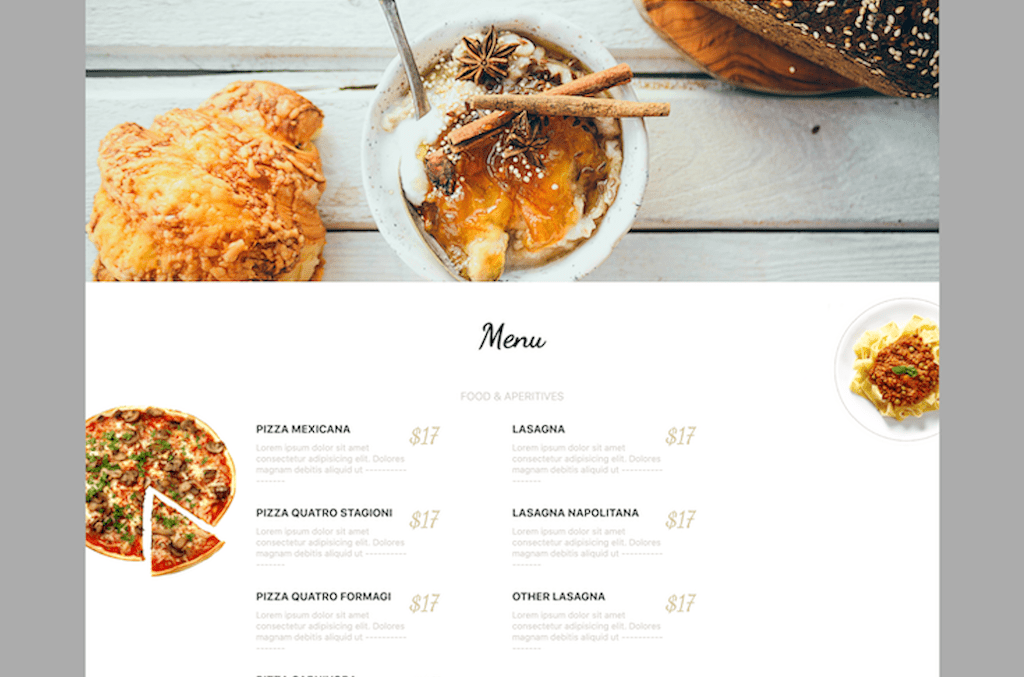 Menu
FOOD & APERITIVES
PIZZA MEXICANA
$17
Lorem ipsum dolor sit amet
consectetur adipisicing elit. Dolores
magnam debitis aliquid ut ----------
-------
LASAGNA
$17
Lorem ipsum dolor sit amet
consectetur adipisicing elit. Dolores
magnam debitis aliquid ut ----------
-------
PIZZA QUATRO STAGIONI
$17
Lorem ipsum dolor sit amet
consectetur adipisicing elit. Dolores
magnam debitis aliquid ut ----------
-------
LASAGNA NAPOLITANA
$17
Lorem ipsum dolor sit amet
consectetur adipisicing elit. Dolores
magnam debitis aliquid ut ----------
-------
PIZZA QUATRO FORMAGI
$17
Lorem ipsum dolor sit amet
consectetur adipisicing elit. Dolores
magnam debitis aliquid ut ----------
-------
OTHER LASAGNA
$17
Lorem ipsum dolor sit amet
consectetur adipisicing elit. Dolores
magnam debitis aliquid ut ----------
-------